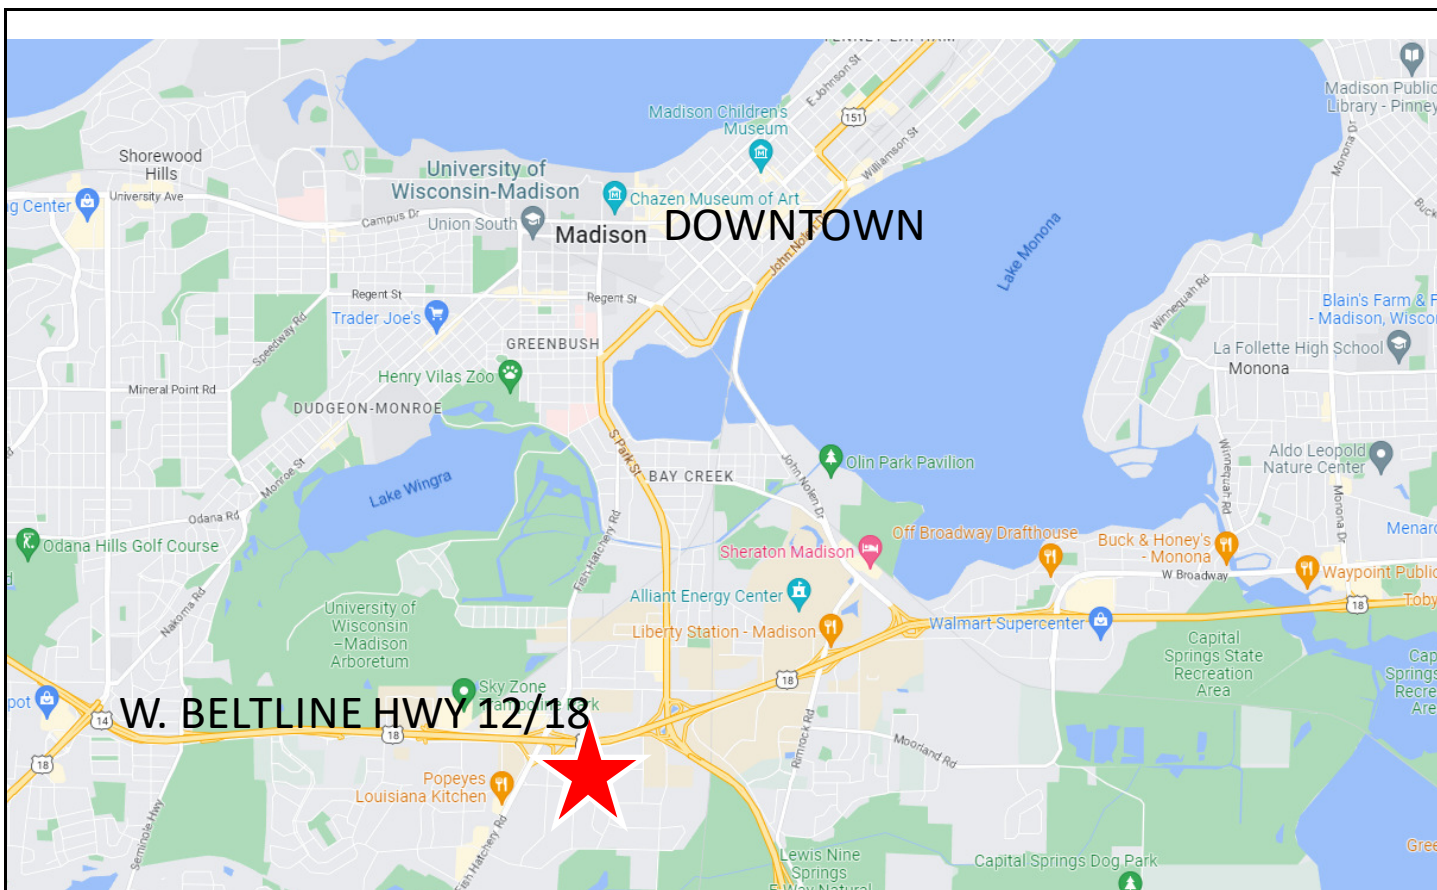 E Johnson St
Madison Children's
Museum
151
Williamson St
Madison Public
Library - Pinney
Monona Dr
Shorewood
Hills
University Ave
University of
Wisconsin-Madison
Chazen Museum of Art
g Center
Campus Dr
Union South
Madison
DOWNTOWN
Lake Monona
Regent St
Regent St
Trader Joe's
Speedway Rd
Winnequah Rd
Blain's Farm & F
- Madison, Wisco
La Follette High School
Monona
GREENBUSH
Henry Vilas Zoo
Mineral Point Rd
DUDGEON-MONROE
S Park St
BAY CREEK
John Nolen Dr
Olin Park Pavilion
Aldo Leopold
Nature Center
Winnequah Rd
Monona Dr
Monroe St
Lake Wingra
Odana Rd
Odana Hills Golf Course
Fish Hatchery Rd
Sheraton Madison
Off Broadway Drafthouse
Buck & Honey's
- Monona
Menard
W Broadway
Waypoint Public
Toby
18
Nakoma Rd
University of
Wisconsin
–Madison
Arboretum
Alliant Energy Center
Liberty Station - Madison
Walmart Supercenter
Capital
Springs State
Recreation
Area
Cap
Springs
Recre
Are
18
Sky Zone
pot
14
W. BELTLINE HWY 12/18
18
18
Rimrock Rd
Moorland Rd
Popeyes
Louisiana Kitchen
Seminole Hwy
Fish Hatchery Rd
Lewis Nine
Springs
Capital Springs Dog Park
Gree